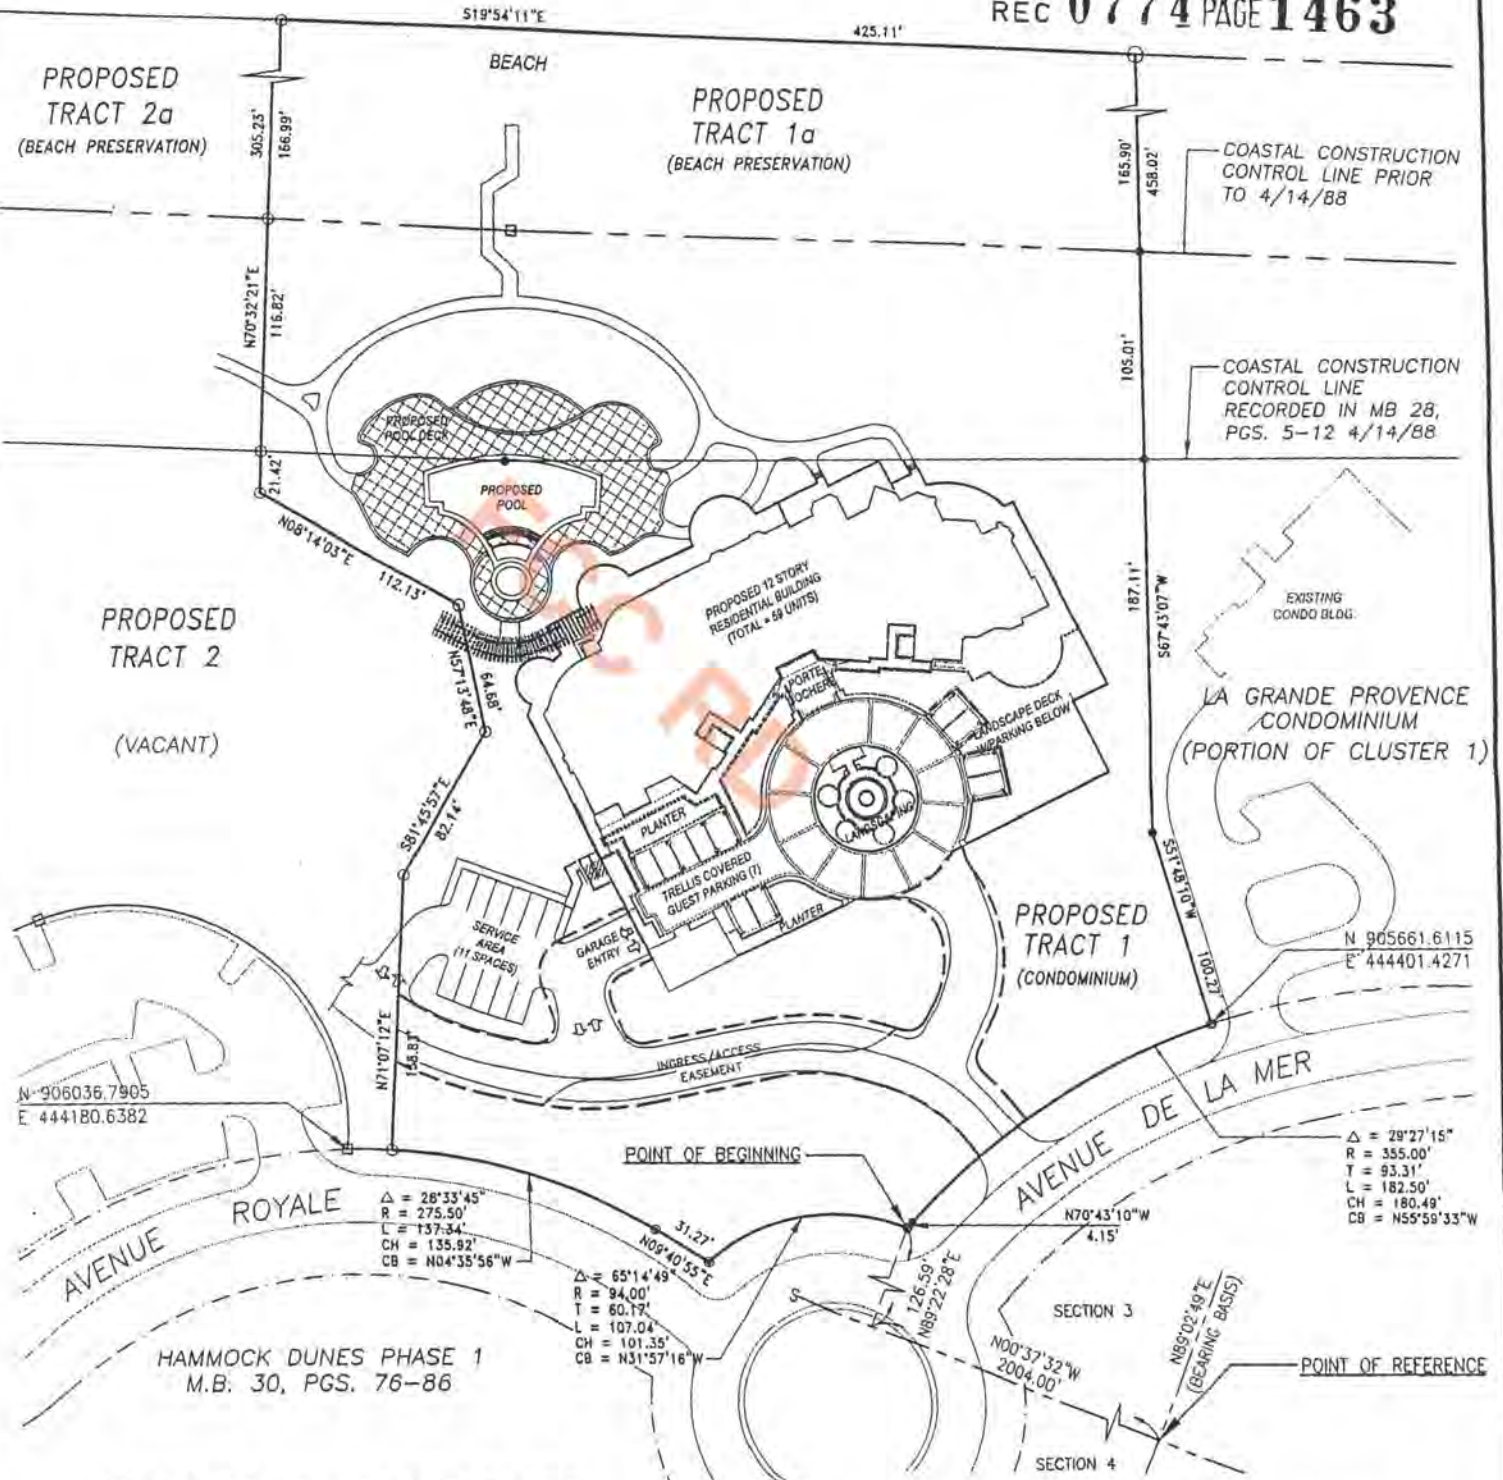 REC 0774 PAGE 1463
S19°54'11"E
425.11'
BEACH
PROPOSED
TRACT 2a
(BEACH PRESERVATION)
305.23'
166.99'
PROPOSED
TRACT 1a
(BEACH PRESERVATION)
165.90'
458.02'
COASTAL CONSTRUCTION
CONTROL LINE PRIOR
TO 4/14/88
N70°32'21"E
116.82'
105.01'
COASTAL CONSTRUCTION
CONTROL LINE
RECORDED IN MB 28,
PGS. 5-12 4/14/88
PROPOSED
POOL DECK
21.42'
PROPOSED
POOL
N08°14'03"E
112.13'
PROPOSED 12 STORY
RESIDENTIAL BUILDING
(TOTAL = 59 UNITS)
187.11'
S67°43'07"W
EXISTING
CONDO BLDG.
PROPOSED
TRACT 2
(VACANT)
N57°13'48"E
64.68'
PORTE
OCHERE
LANDSCAPE DECK
W/PARKING BELOW
LA GRANDE PROVENCE
CONDOMINIUM
(PORTION OF CLUSTER 1)
S81°45'57"E
82.14'
PLANTER
LANDSCAPING
TRELLIS COVERED
GUEST PARKING (7)
PLANTER
S51°48'10"W
100.27'
SERVICE
AREA
(11 SPACES)
GARAGE
ENTRY
PROPOSED
TRACT 1
(CONDOMINIUM)
N 905661.6115
E 444401.4271
N71°07'12"E
158.83'
INGRESS/ACCESS
EASEMENT
N 906036.7905
E 444180.6382
AVENUE DE LA MER
POINT OF BEGINNING
Δ = 29°27'15"
R = 355.00'
T = 93.31'
L = 182.50'
CH = 180.49'
CB = N55°59'33"W
AVENUE ROYALE
Δ = 28°33'45"
R = 275.50'
L = 137.34'
CH = 135.92'
CB = N04°35'56"W
31.27'
N09°40'55"E
N70°43'10"W
4.15'
Δ = 65°14'49"
R = 94.00'
T = 60.17'
L = 107.04'
CH = 101.35'
CB = N31°57'16"W
126.59'
N89°22'28"E
S
SECTION 3
N00°37'32"W
2004.00'
N89°02'49"E
(BEARING BASIS)
POINT OF REFERENCE
HAMMOCK DUNES PHASE 1
M.B. 30, PGS. 76-86
SECTION 4